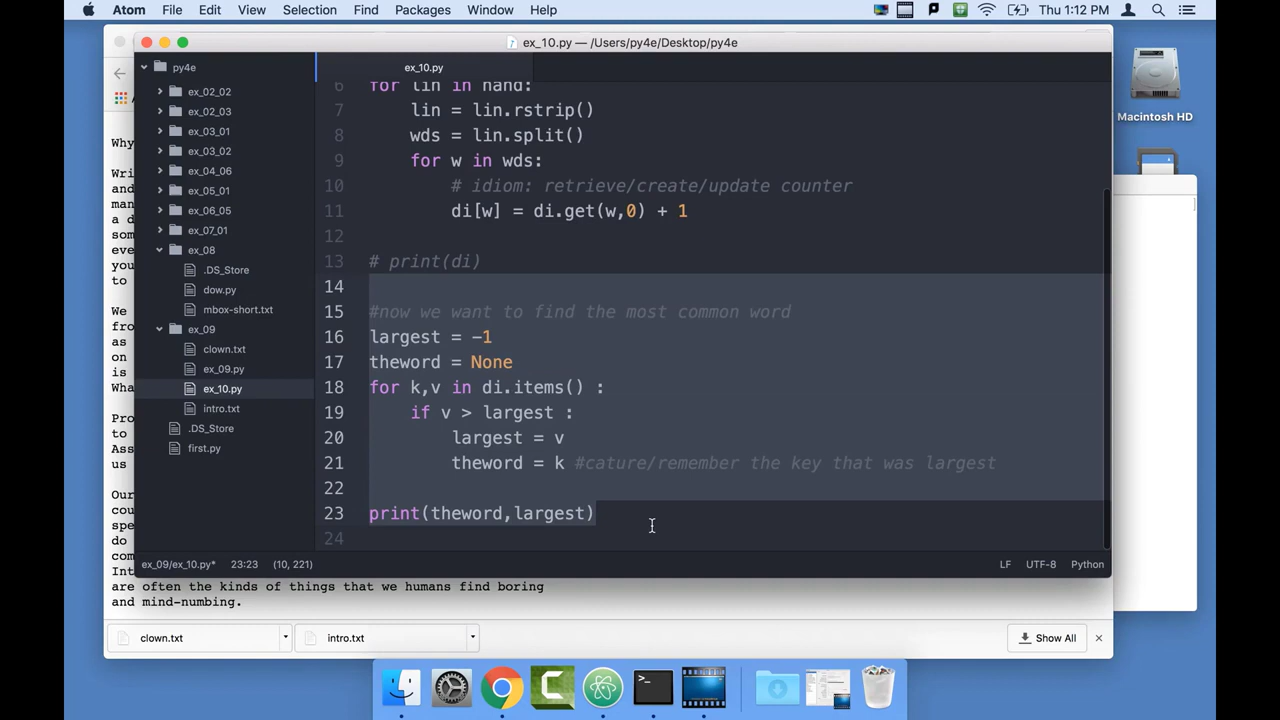 Atom File Edit View Selection Find Packages Window Help
Thu 1:12 PM
ex_10.py — /Users/py4e/Desktop/py4e
Macintosh HD
py4e
ex_02_02
ex_02_03
ex_03_01
ex_03_02
ex_04_06
ex_05_01
ex_06_05
ex_07_01
ex_08
.DS_Store
dow.py
mbox-short.txt
ex_09
clown.txt
ex_09.py
ex_10.py
intro.txt
.DS_Store
first.py
ex_10.py
6 for lin in hand:
7 lin = lin.rstrip()
8 wds = lin.split()
9 for w in wds:
10 # idiom: retrieve/create/update counter
11 di[w] = di.get(w,0) + 1
12
13 # print(di)
14
15 #now we want to find the most common word
16 largest = -1
17 theword = None
18 for k,v in di.items() :
19 if v > largest :
20 largest = v
21 theword = k #cature/remember the key that was largest
22
23 print(theword,largest)
24
ex_09/ex_10.py* 23:23 (10, 221) LF UTF-8 Python
Why
Wri
and
man
a d
som
eve
you
to
We
fro
as
on
is
Wha
Pro
to
Ass
us
Our
cou
spe
do
com
Int
are often the kinds of things that we humans find boring
and mind-numbing.
clown.txt intro.txt Show All